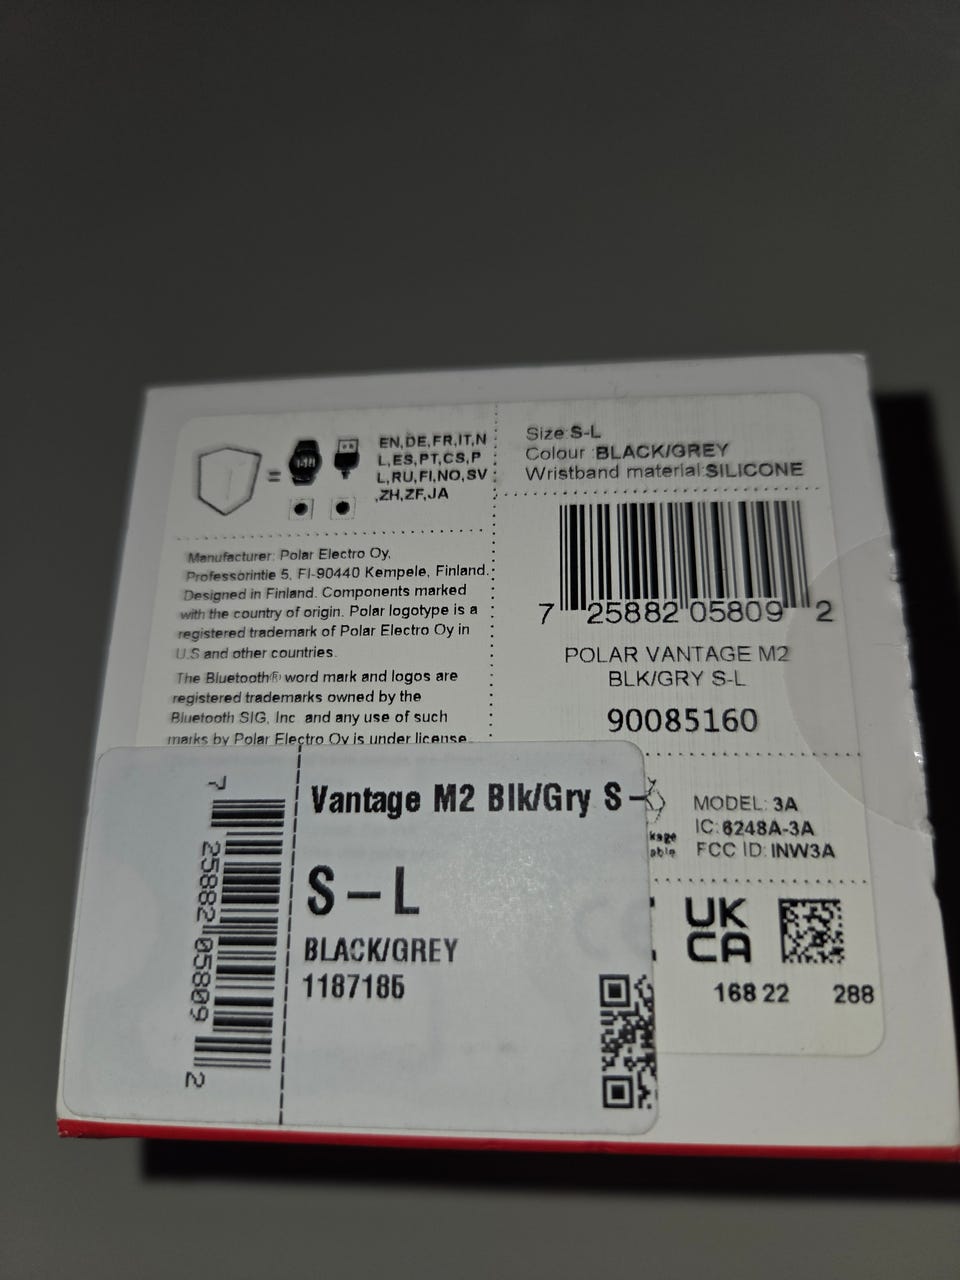 EN,DE,FR,IT,N
L,ES,PT,CS,P
L,RU,FI,NO,SV
,ZH,ZF,JA
Manufacturer: Polar Electro Oy,
Professorintie 5, FI-90440 Kempele, Finland.
Designed in Finland. Components marked
with the country of origin. Polar logotype is a
registered trademark of Polar Electro Oy in
U.S and other countries.
The Bluetooth® word mark and logos are
registered trademarks owned by the
Bluetooth SIG, Inc. and any use of such
marks by Polar Electro Oy is under license.
Size:S-L
Colour :BLACK/GREY
Wristband material:SILICONE
7 25882 05809 2
POLAR VANTAGE M2
BLK/GRY S-L
90085160
MODEL: 3A
IC:6248A-3A
FCC ID: INW3A
UK
CA
168 22 288
Vantage M2 Blk/Gry S-
S-L
BLACK/GREY
1187185
7 25882 05809 2